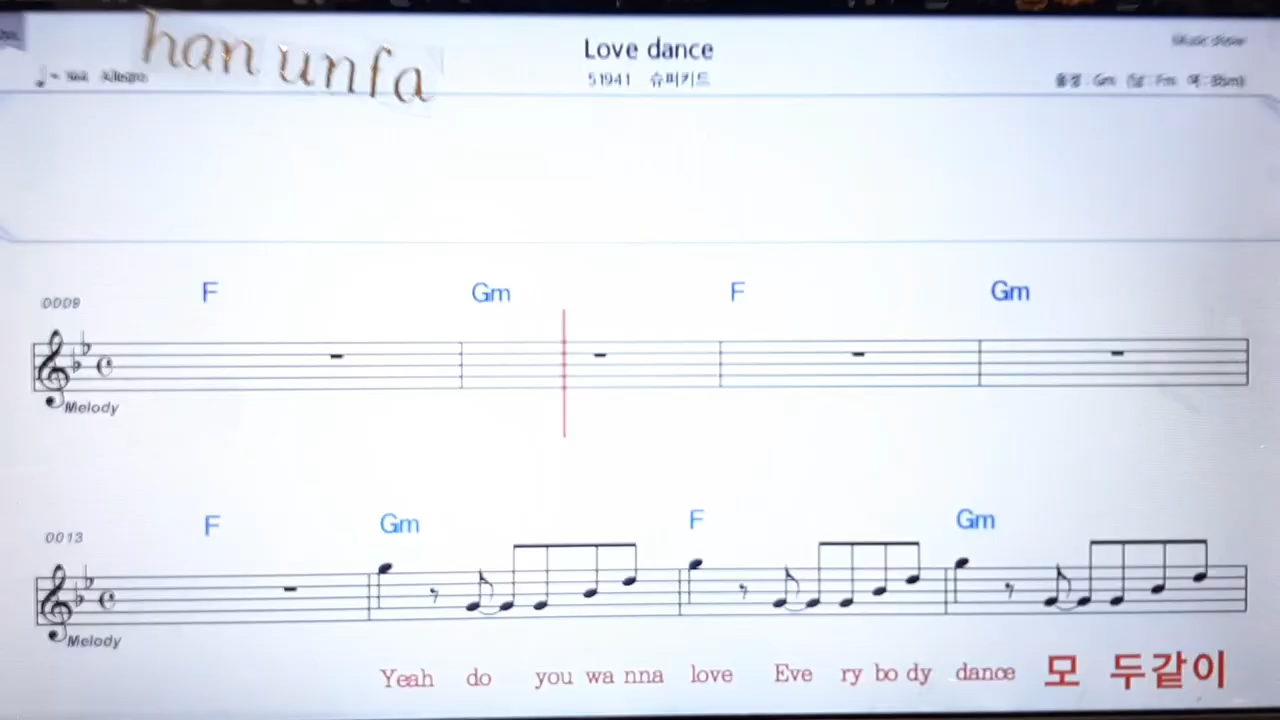 han unfa
Love dance
51941 슈퍼키드
F Gm F Gm
0009
Melody
F Gm F Gm
0013
Melody
Yeah do you wa nna love Eve ry bo dy dance 모 두같이